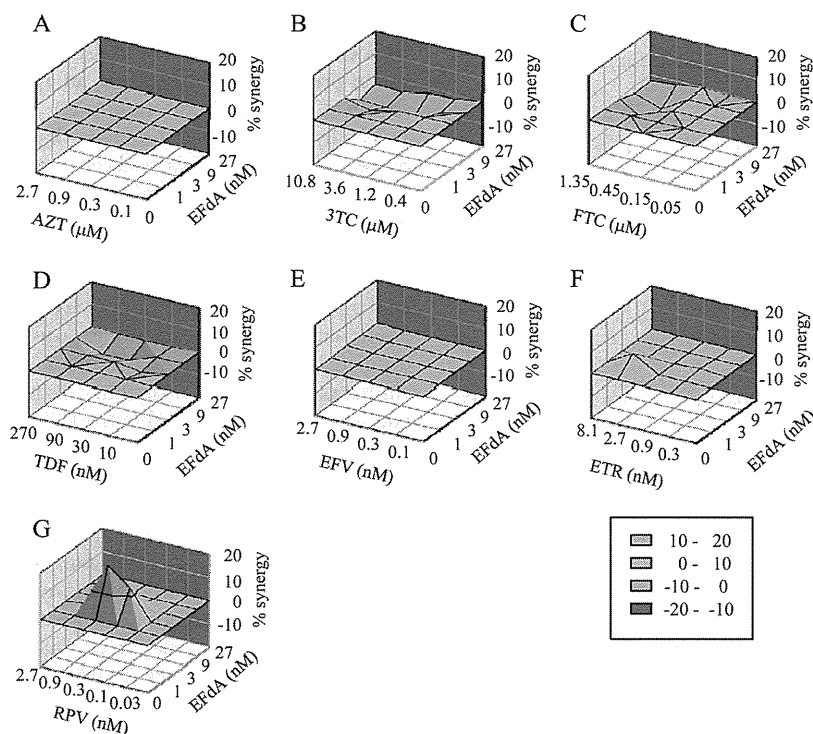 A
20
10
0
-10
% synergy
2.7 0.9 0.3 0.1 0
AZT (µM)
1 3 9 27
EFdA (nM)
B
20
10
0
-10
% synergy
10.8 3.6 1.2 0.4 0
3TC (µM)
1 3 9 27
EFdA (nM)
C
20
10
0
-10
% synergy
1.35 0.45 0.15 0.05 0
FTC (µM)
1 3 9 27
EFdA (nM)
D
20
10
0
-10
% synergy
270 90 30 10 0
TDF (nM)
1 3 9 27
EFdA (nM)
E
20
10
0
-10
% synergy
2.7 0.9 0.3 0.1 0
EFV (nM)
1 3 9 27
EFdA (nM)
F
20
10
0
-10
% synergy
8.1 2.7 0.9 0.3 0
ETR (nM)
1 3 9 27
EFdA (nM)
G
20
10
0
-10
% synergy
2.7 0.9 0.3 0.1 0.03 0
RPV (nM)
1 3 9 27
EFdA (nM)
10 - 20
0 - 10
-10 - 0
-20 - -10